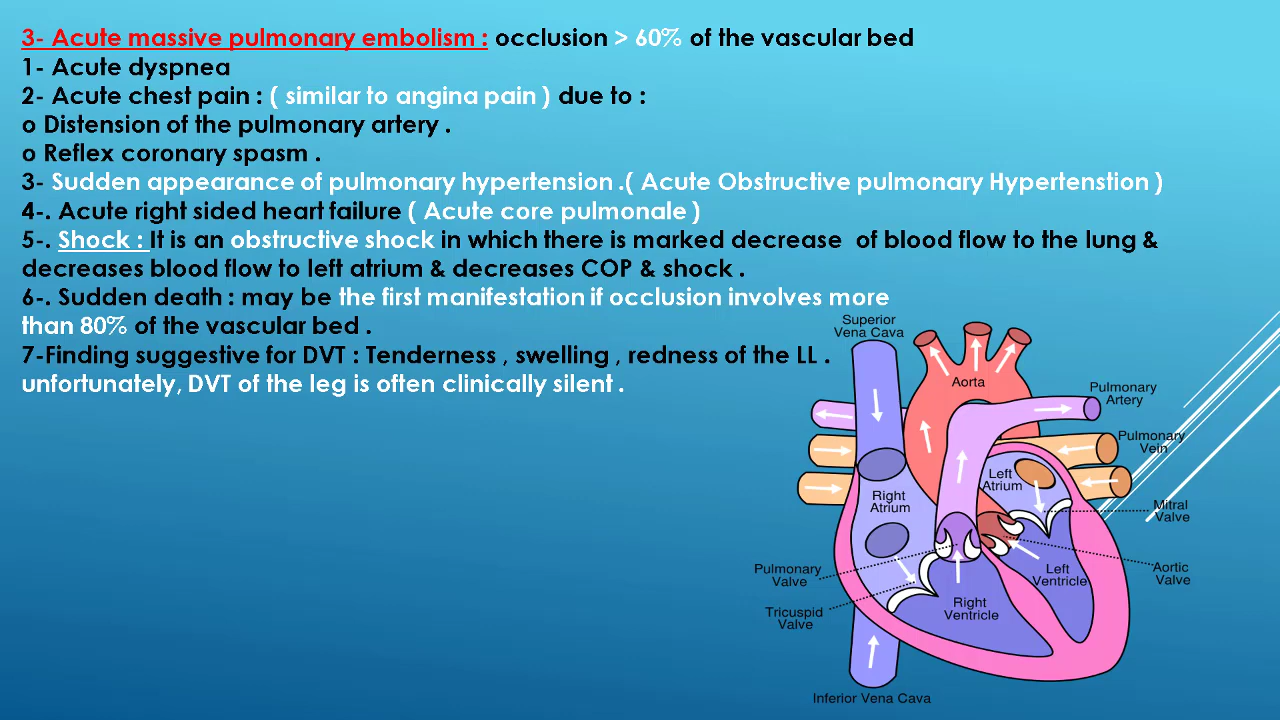 3- Acute massive pulmonary embolism : occlusion > 60% of the vascular bed
1- Acute dyspnea
2- Acute chest pain : ( similar to angina pain ) due to :
o Distension of the pulmonary artery .
o Reflex coronary spasm .
3- Sudden appearance of pulmonary hypertension .( Acute Obstructive pulmonary Hypertenstion )
4-. Acute right sided heart failure ( Acute core pulmonale )
5-. Shock : It is an obstructive shock in which there is marked decrease of blood flow to the lung &
decreases blood flow to left atrium & decreases COP & shock .
6-. Sudden death : may be the first manifestation if occlusion involves more
than 80% of the vascular bed .
7-Finding suggestive for DVT : Tenderness , swelling , redness of the LL .
unfortunately, DVT of the leg is often clinically silent .
Superior
Vena Cava
Aorta
Pulmonary
Artery
Pulmonary
Vein
Left
Atrium
Right
Atrium
Mitral
Valve
Pulmonary
Valve
Left
Ventricle
Aortic
Valve
Tricuspid
Valve
Right
Ventricle
Inferior Vena Cava